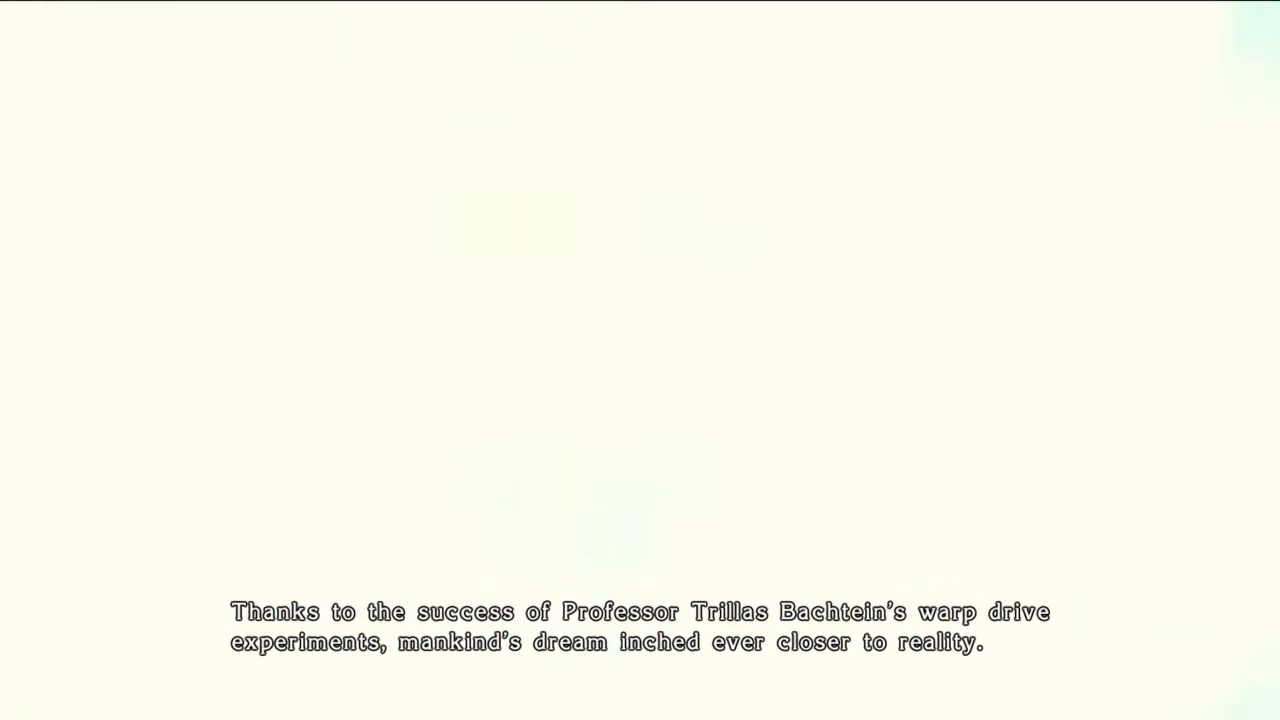 Thanks to the success of Professor Trillas Bachtein's warp drive
experiments, mankind's dream inched ever closer to reality.